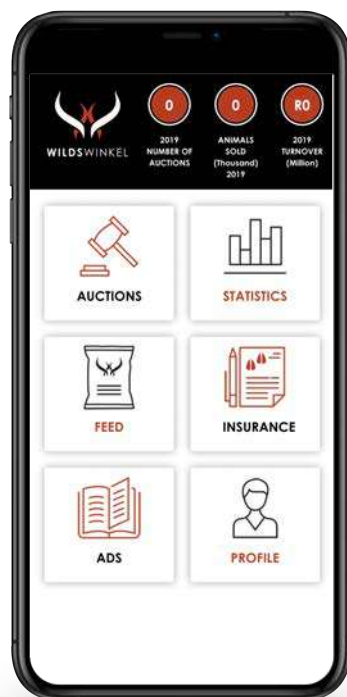 0
0
R0
WILDSWINKEL
2019
NUMBER OF
AUCTIONS
ANIMALS
SOLD
(Thousand)
2019
2019
TURNOVER
(Million)
AUCTIONS
STATISTICS
FEED
INSURANCE
ADS
PROFILE